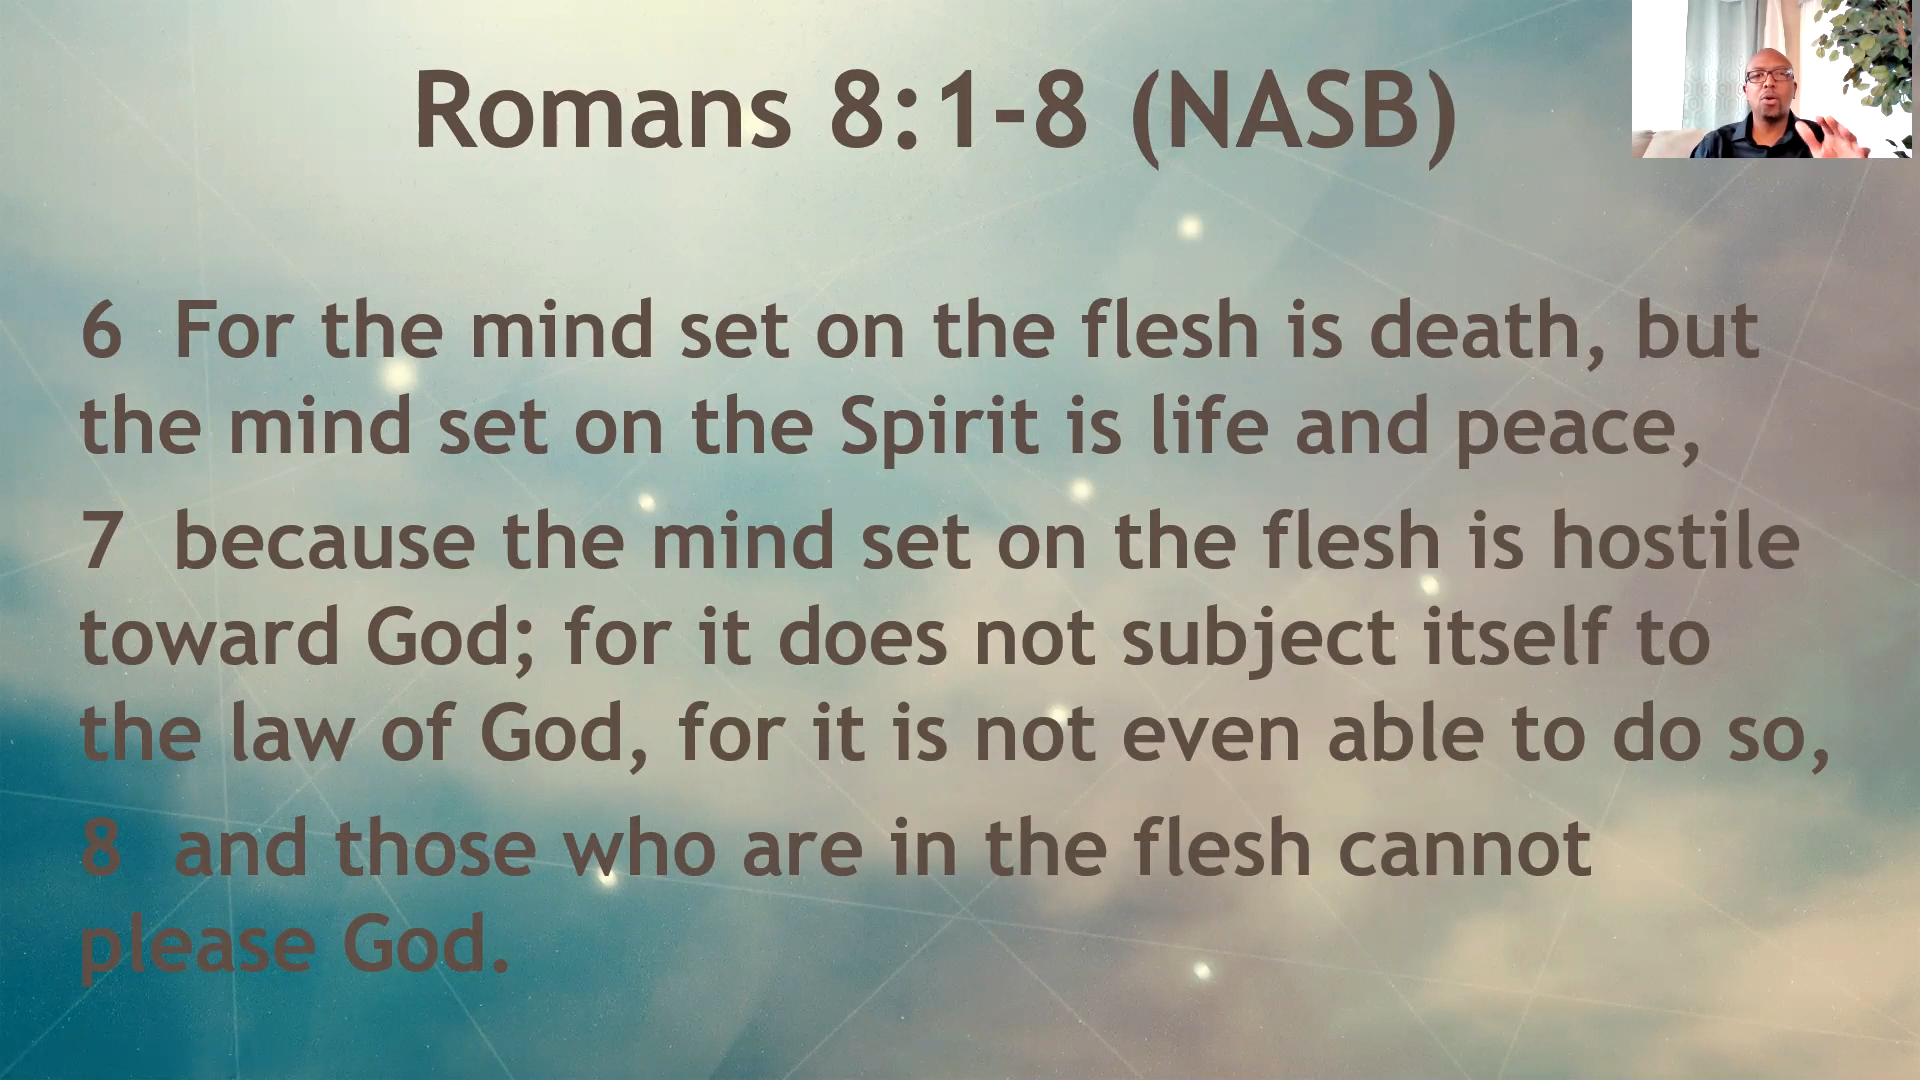 Romans 8:1-8 (NASB)
6 For the mind set on the flesh is death, but
the mind set on the Spirit is life and peace,
7 because the mind set on the flesh is hostile
toward God; for it does not subject itself to
the law of God, for it is not even able to do so,
8 and those who are in the flesh cannot
please God.